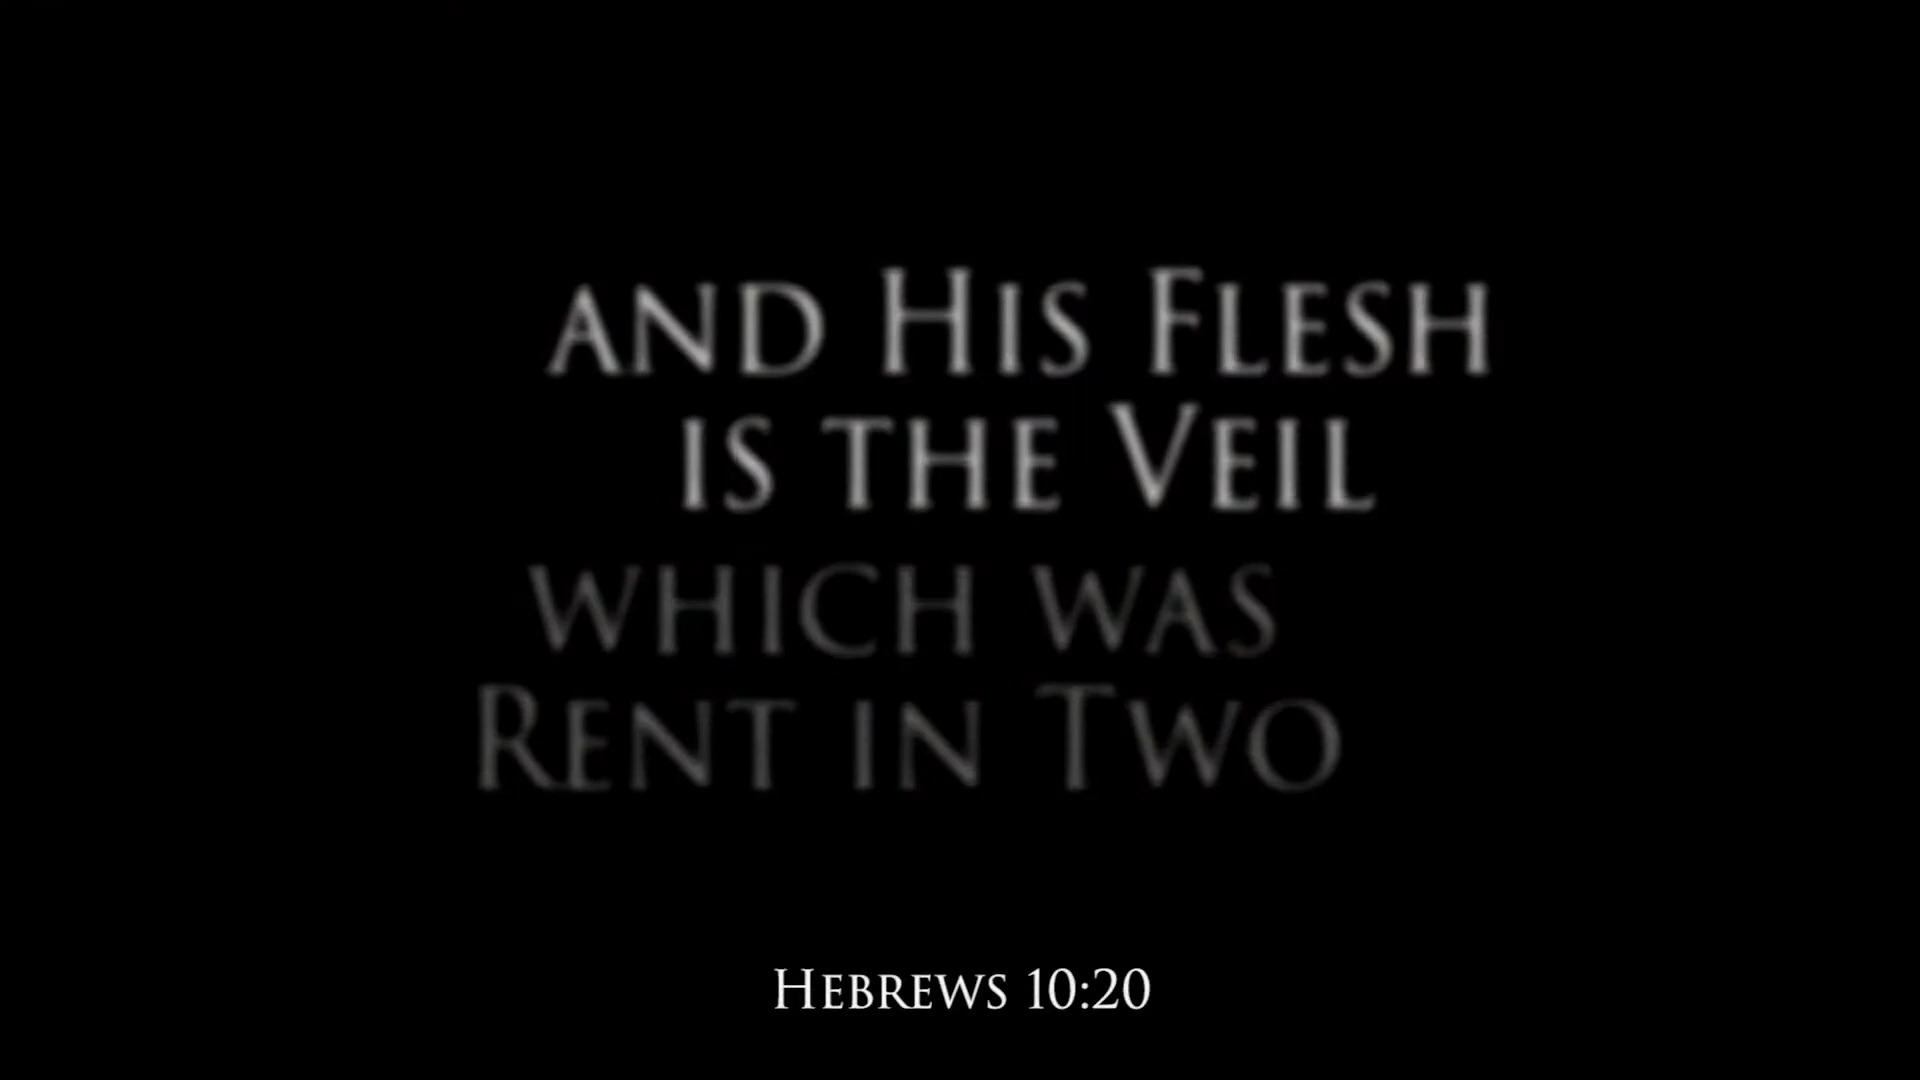 AND HIS FLESH
IS THE VEIL
WHICH WAS
RENT IN TWO
HEBREWS 10:20